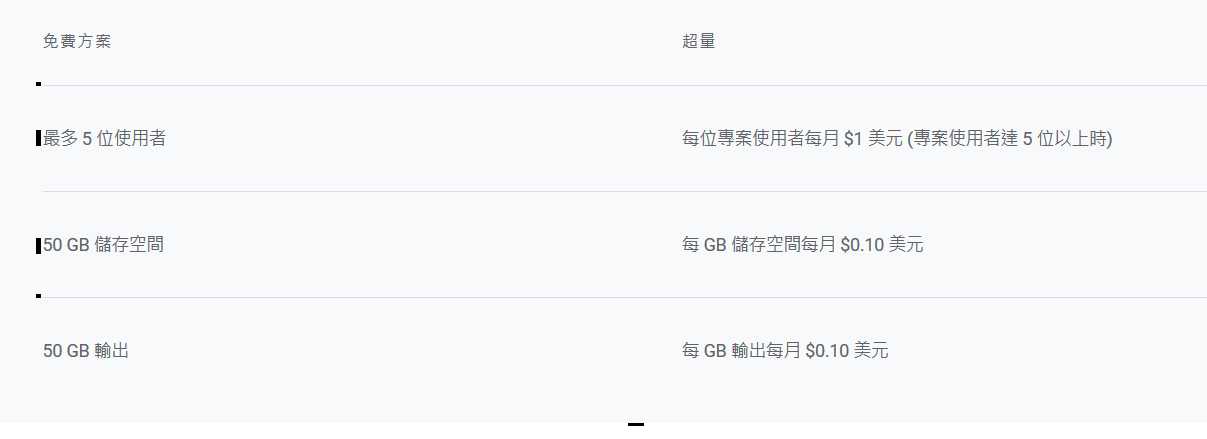 免費方案
超量
最多 5 位使用者
每位專案使用者每月 $1 美元 (專案使用者達 5 位以上時)
50 GB 儲存空間
每 GB 儲存空間每月 $0.10 美元
50 GB 輸出
每 GB 輸出每月 $0.10 美元